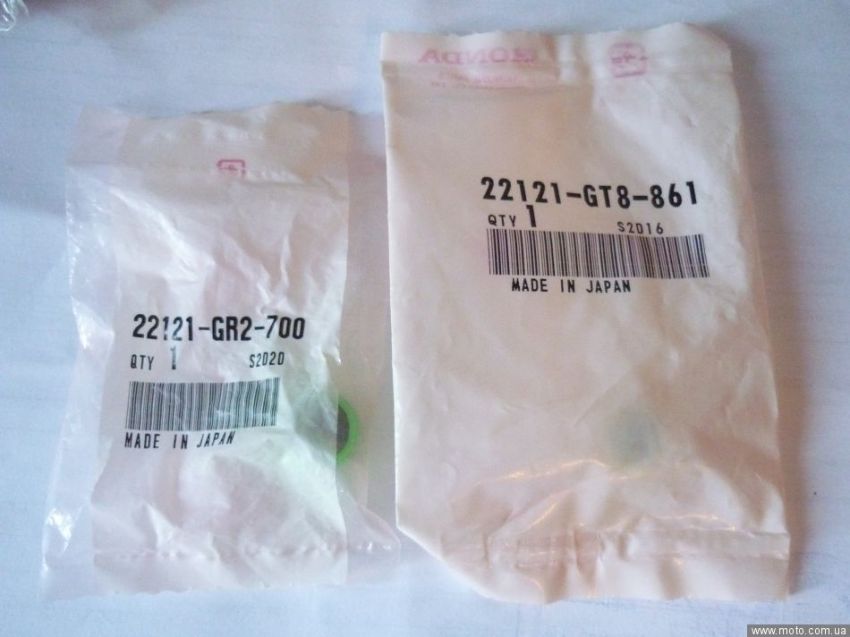 22121-GR2-700
QTY 1 S2020
MADE IN JAPAN
HONDA
22121-GT8-861
QTY 1 S2016
MADE IN JAPAN
www.moto.com.ua